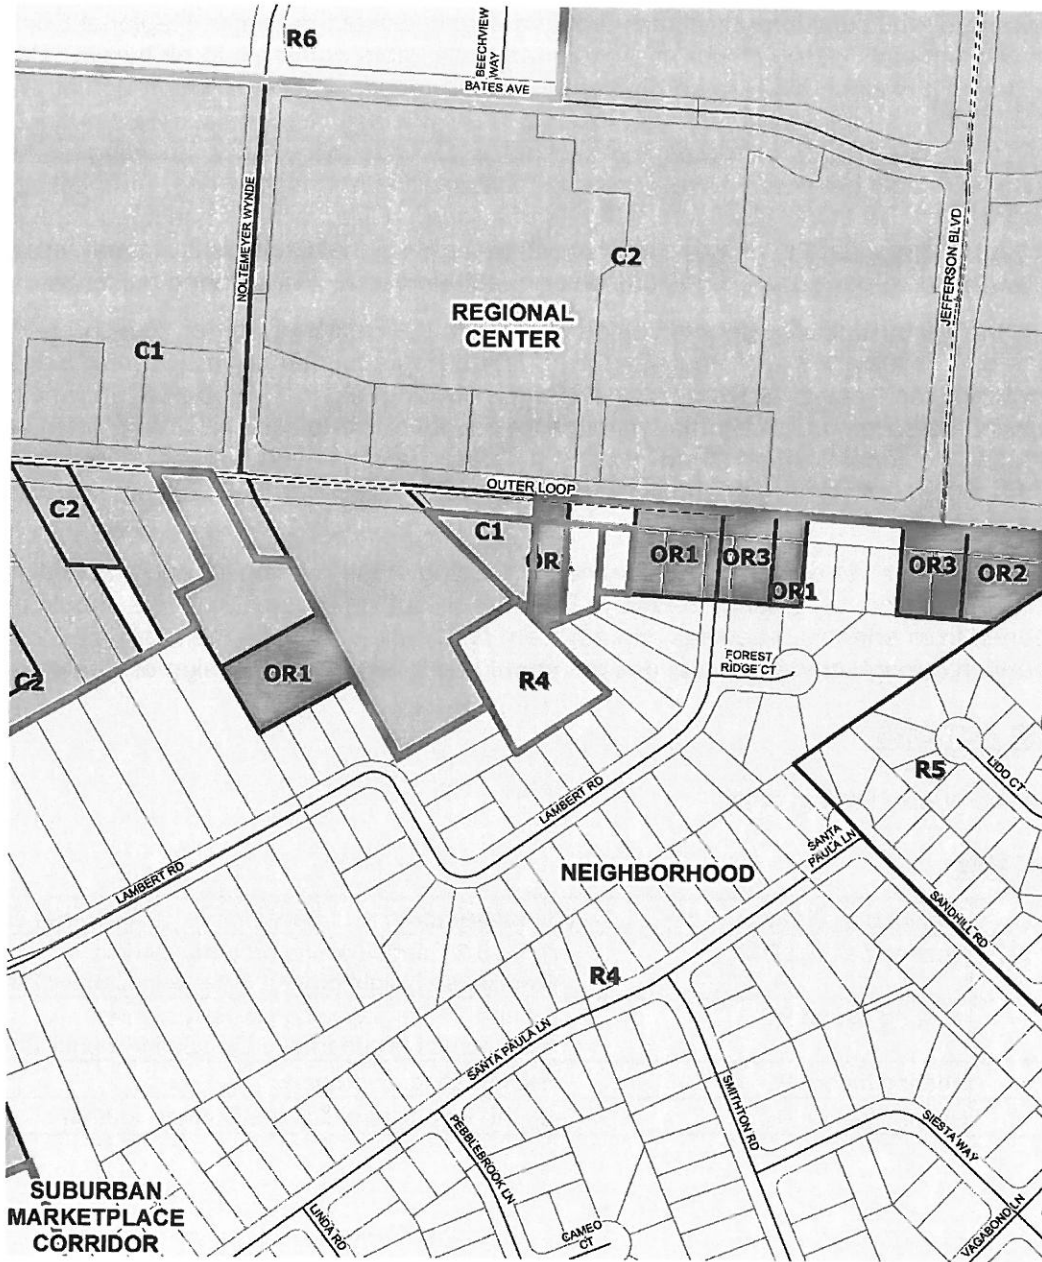 R6
BEECHVIEW
WAY
BATES AVE
NOLTEMEYER WYNDE
JEFFERSON BLVD
C2
REGIONAL
CENTER
C1
OUTER LOOP
C2
C1
OR1
OR3
OR1
OR3
OR2
C2
OR1
R4
FOREST
RIDGE CT
R5
LIDO CT
LAMBERT RD
SANTA
PAULA LN
LAMBERT RD
NEIGHBORHOOD
SANDHILL RD
R4
SANTA PAULA LN
SMITHTON RD
SIESTA WAY
PEBBLEBROOK LN
SUBURBAN
MARKETPLACE
CORRIDOR
LINDA RD
CAMEO
CT
VAGABOND LN